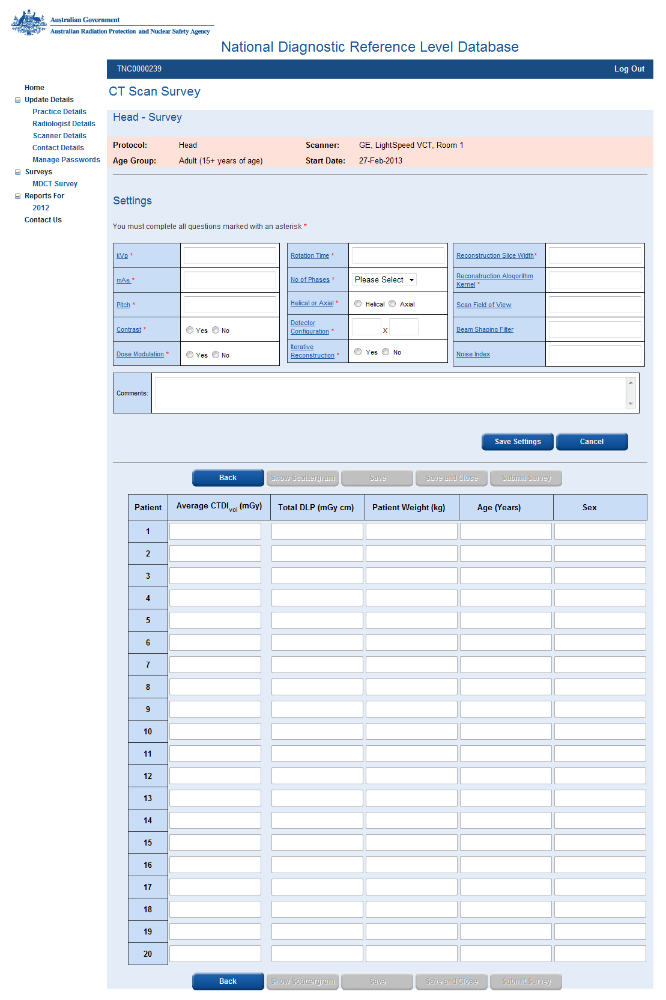 Australian Government
Australian Radiation Protection and Nuclear Safety Agency
National Diagnostic Reference Level Database
TNC0000239 Log Out
Home
Update Details
Practice Details
Radiologist Details
Scanner Details
Contact Details
Manage Passwords
Surveys
MDCT Survey
Reports For
2012
Contact Us
CT Scan Survey
Head - Survey
Protocol: Head Scanner: GE, LightSpeed VCT, Room 1
Age Group: Adult (15+ years of age) Start Date: 27-Feb-2013
Settings
You must complete all questions marked with an asterisk *
kVp *
mAs *
Pitch *
Contrast * Yes No
Dose Modulation * Yes No
Rotation Time *
No of Phases * Please Select
Helical or Axial * Helical Axial
Detector
Configuration * X
Iterative
Reconstruction * Yes No
Reconstruction Slice Width*
Reconstruction Alogorithm
Kernel *
Scan Field of View
Beam Shaping Filter
Noise Index
Comments:
Save Settings Cancel
Back Show Scattergram Save Save and Close Submit Survey
Patient Average CTDIvol (mGy) Total DLP (mGy cm) Patient Weight (kg) Age (Years) Sex
1
2
3
4
5
6
7
8
9
10
11
12
13
14
15
16
17
18
19
20
Back Show Scattergram Save Save and Close Submit Survey